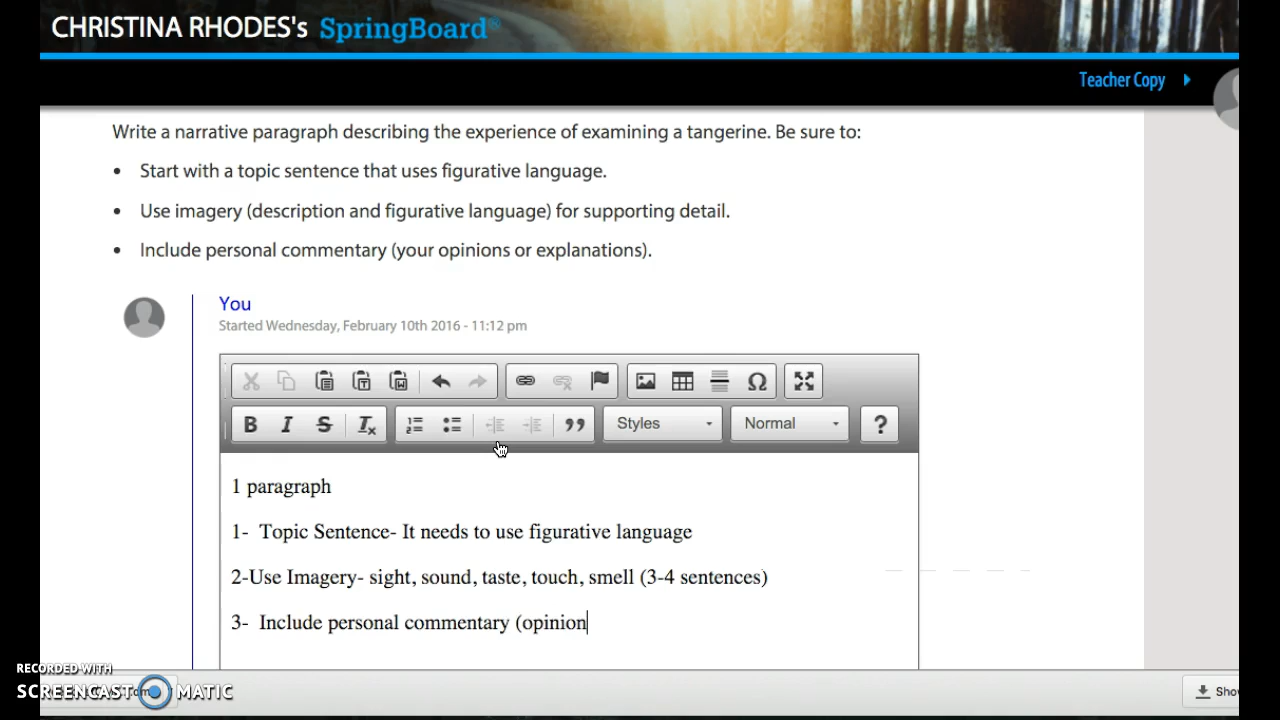 CHRISTINA RHODES's SpringBoard®
Teacher Copy
Write a narrative paragraph describing the experience of examining a tangerine. Be sure to:
• Start with a topic sentence that uses figurative language.
• Use imagery (description and figurative language) for supporting detail.
• Include personal commentary (your opinions or explanations).
You
Started Wednesday, February 10th 2016 - 11:12 pm
B I S Tx Styles Normal ?
1 paragraph
1- Topic Sentence- It needs to use figurative language
2-Use Imagery- sight, sound, taste, touch, smell (3-4 sentences)
3- Include personal commentary (opinion
RECORDED WITH
SCREENCAST-O-MATIC
Sho